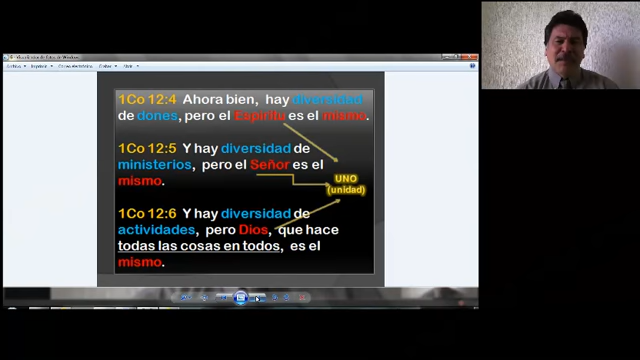 1Co 12:4 Ahora bien, hay diversidad
de dones, pero el Espíritu es el mismo.
1Co 12:5 Y hay diversidad de
ministerios, pero el Señor es el
mismo.
UNO
(unidad)
1Co 12:6 Y hay diversidad de
actividades, pero Dios, que hace
todas las cosas en todos, es el
mismo.